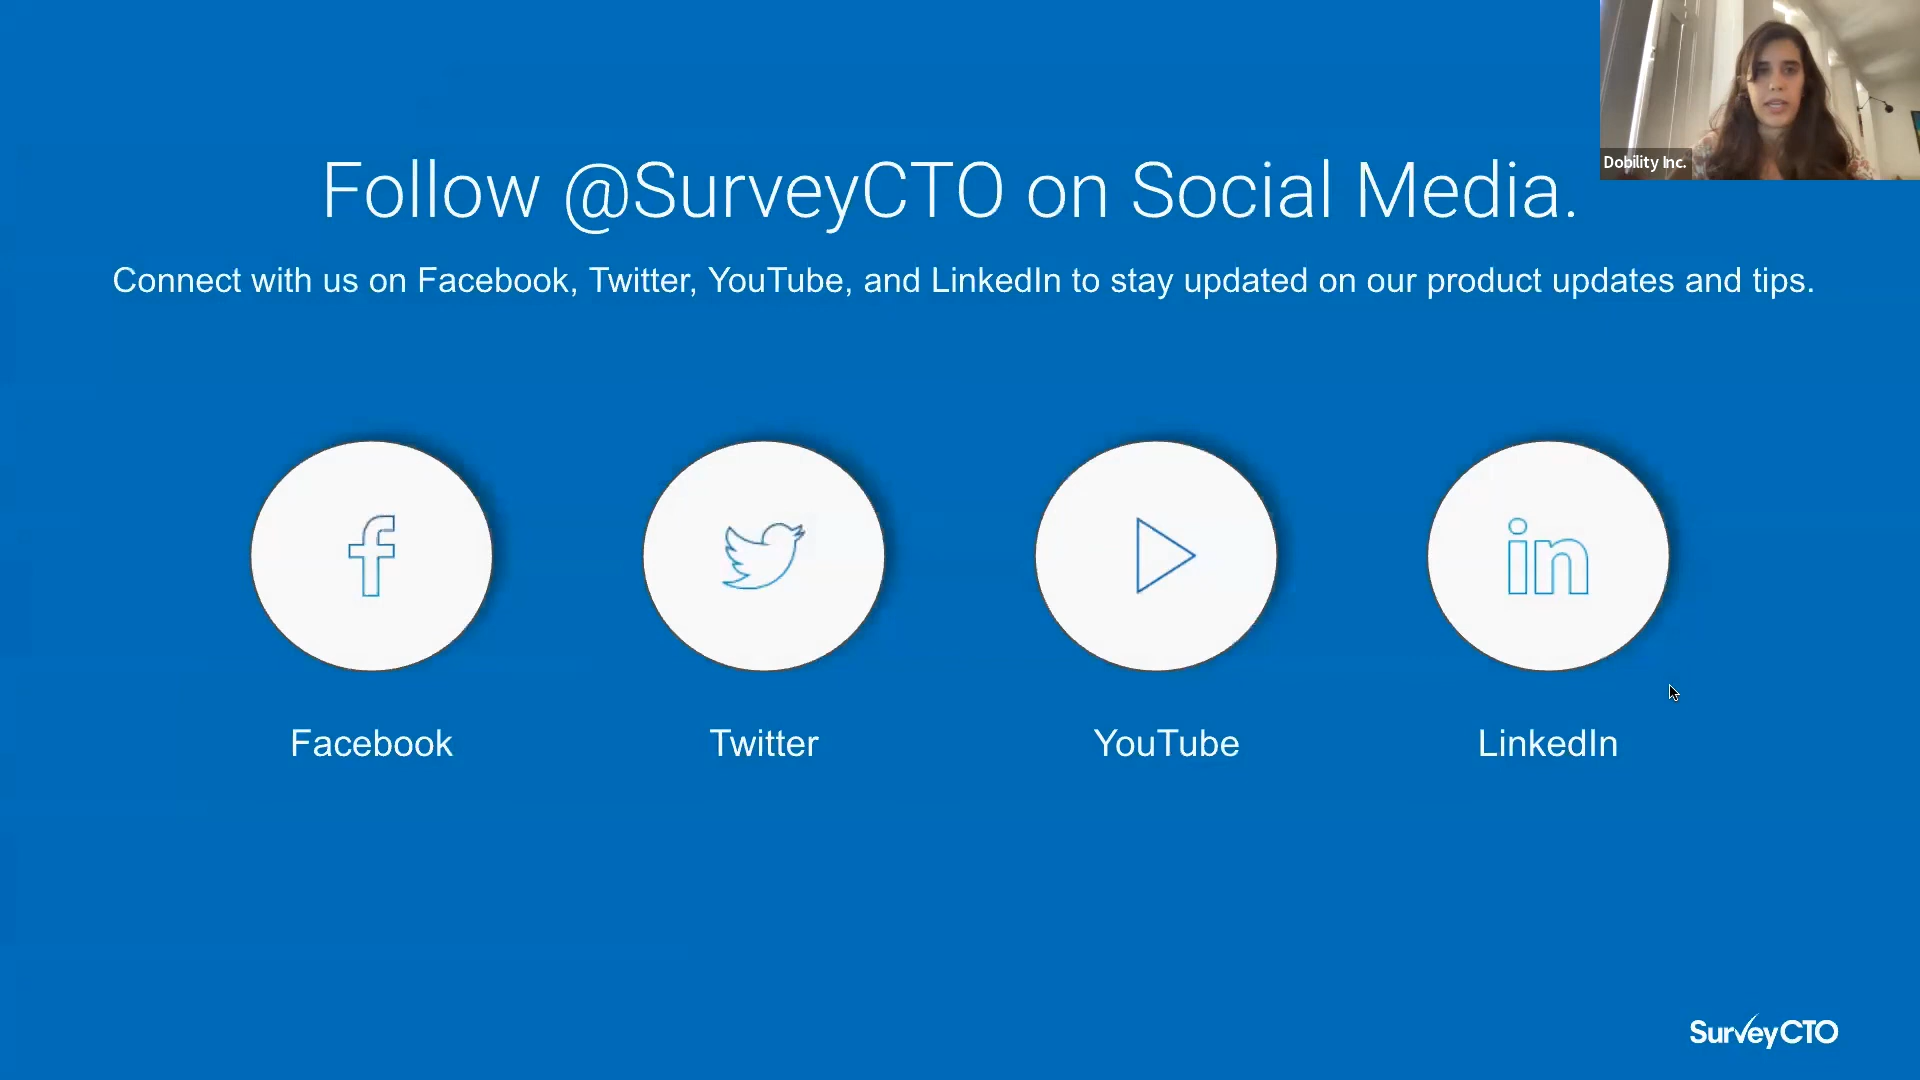 Dobility Inc.
Follow @SurveyCTO on Social Media.
Connect with us on Facebook, Twitter, YouTube, and LinkedIn to stay updated on our product updates and tips.
f
in
Facebook
Twitter
YouTube
LinkedIn
SurveyCTO